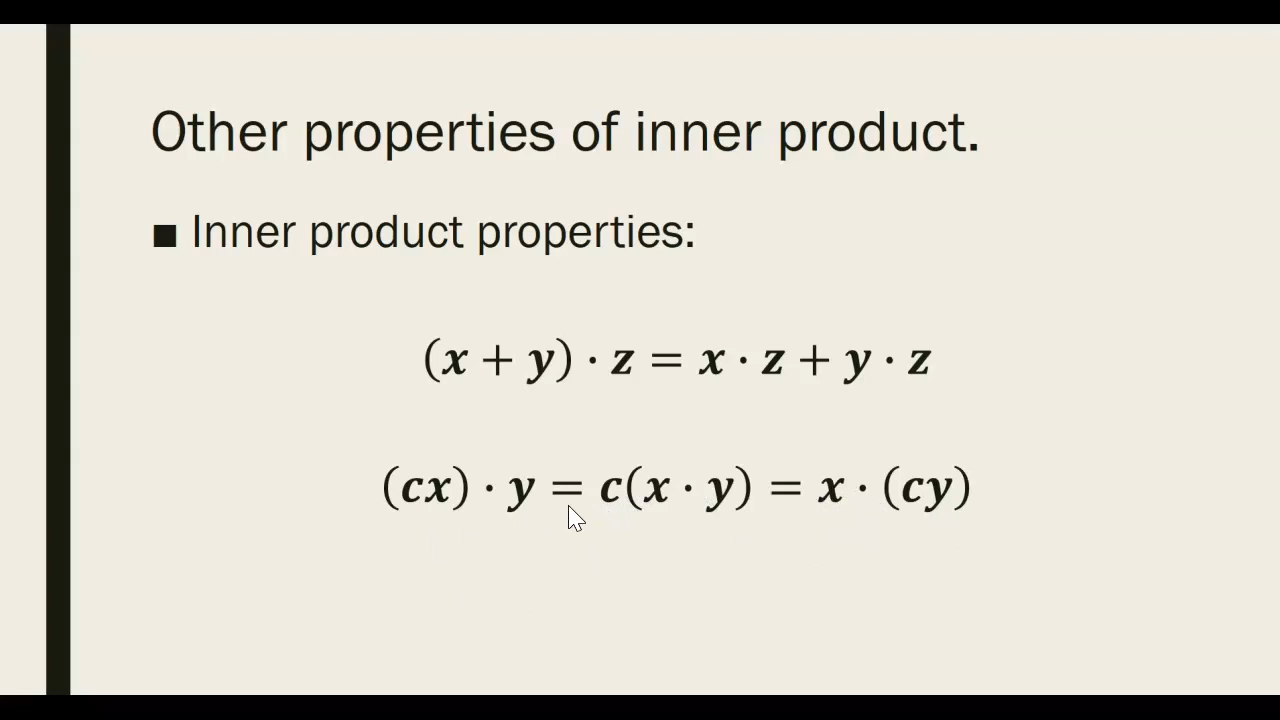 Other properties of inner product.
■ Inner product properties:
(x + y) · z = x · z + y · z
(cx) · y = c(x · y) = x · (cy)